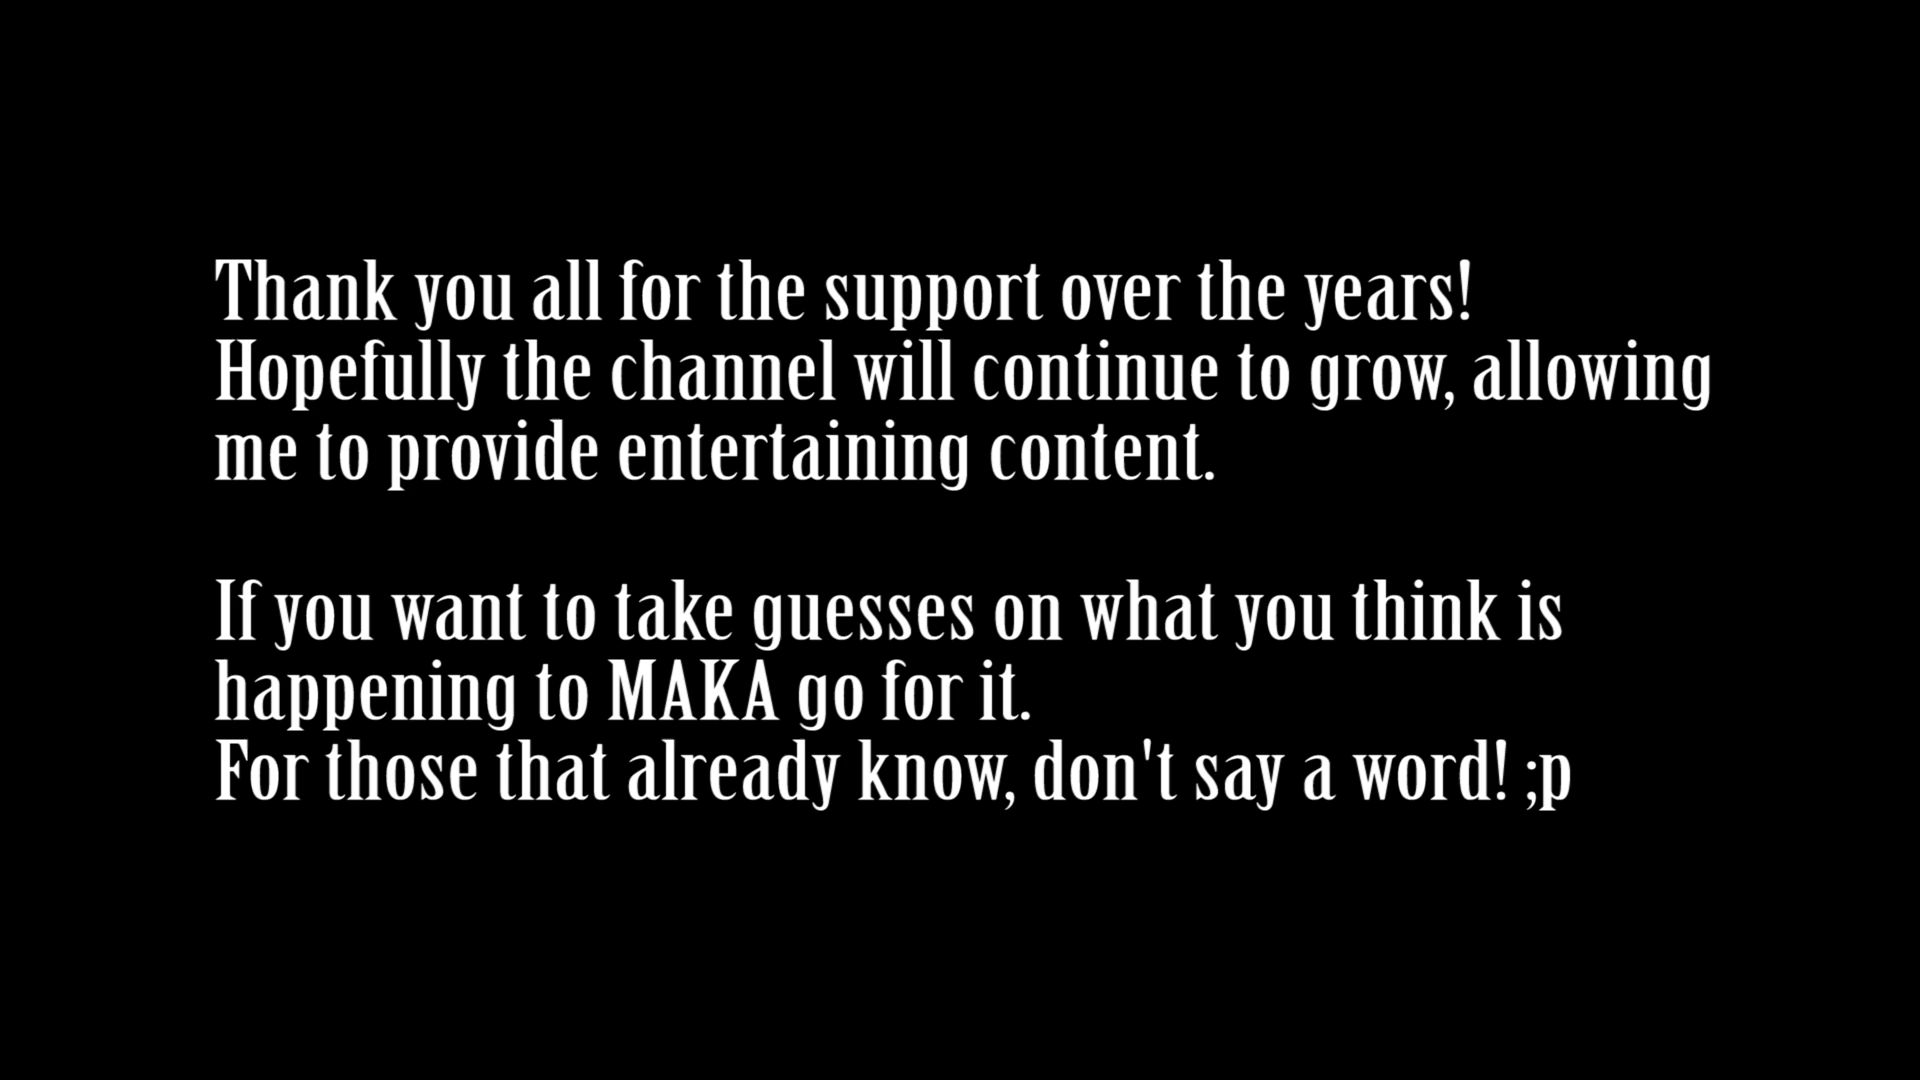 Thank you all for the support over the years!
Hopefully the channel will continue to grow, allowing
me to provide entertaining content.
If you want to take guesses on what you think is
happening to MAKA go for it.
For those that already know, don't say a word! ;p